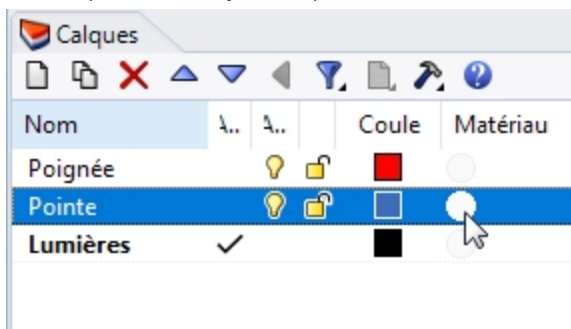 Calques
Nom A.. A.. Coule Matériau
Poignée
Pointe
Lumières